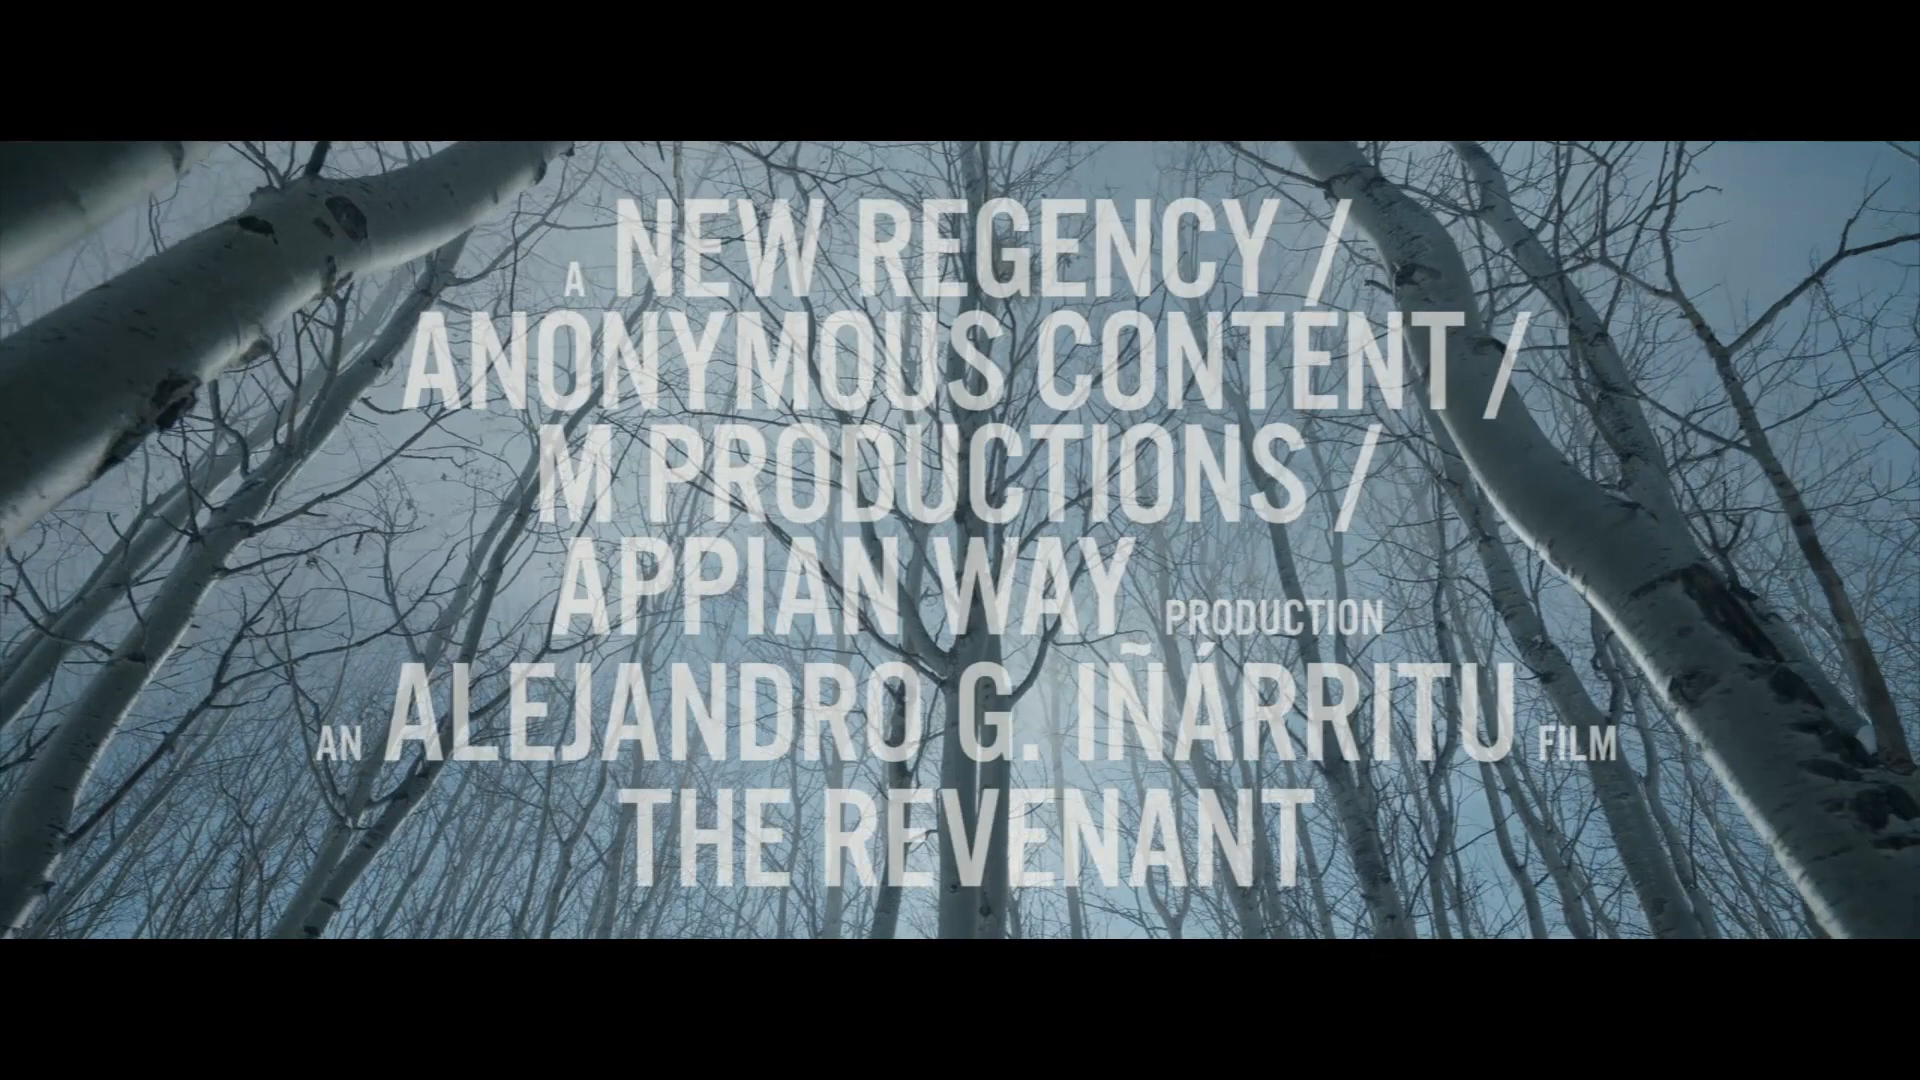 A NEW REGENCY /
ANONYMOUS CONTENT /
M PRODUCTIONS /
APPIAN WAY PRODUCTION
AN ALEJANDRO G. IÑÁRRITU FILM
THE REVENANT